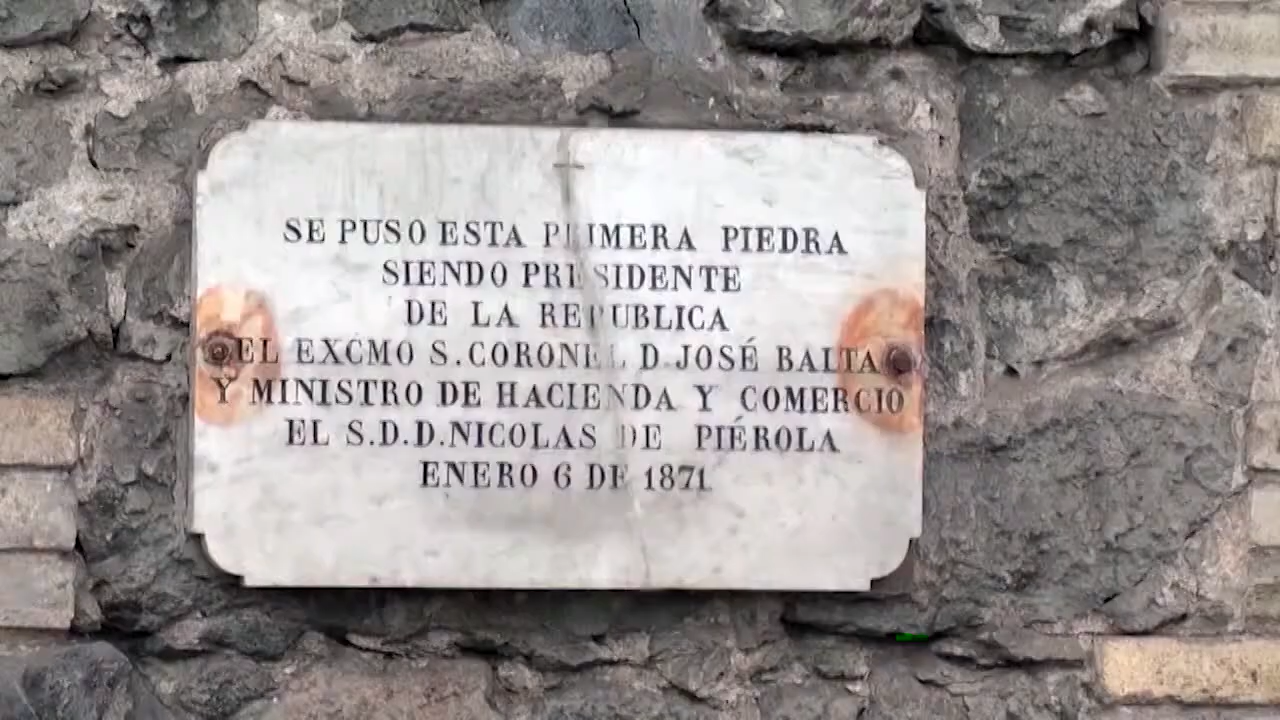 SE PUSO ESTA PRIMERA PIEDRA
SIENDO PRESIDENTE
DE LA REPUBLICA
EL EXCMO S. CORONEL D. JOSÉ BALTA
Y MINISTRO DE HACIENDA Y COMERCIO
EL S.D.D. NICOLAS DE PIÉROLA
ENERO 6 DE 1871